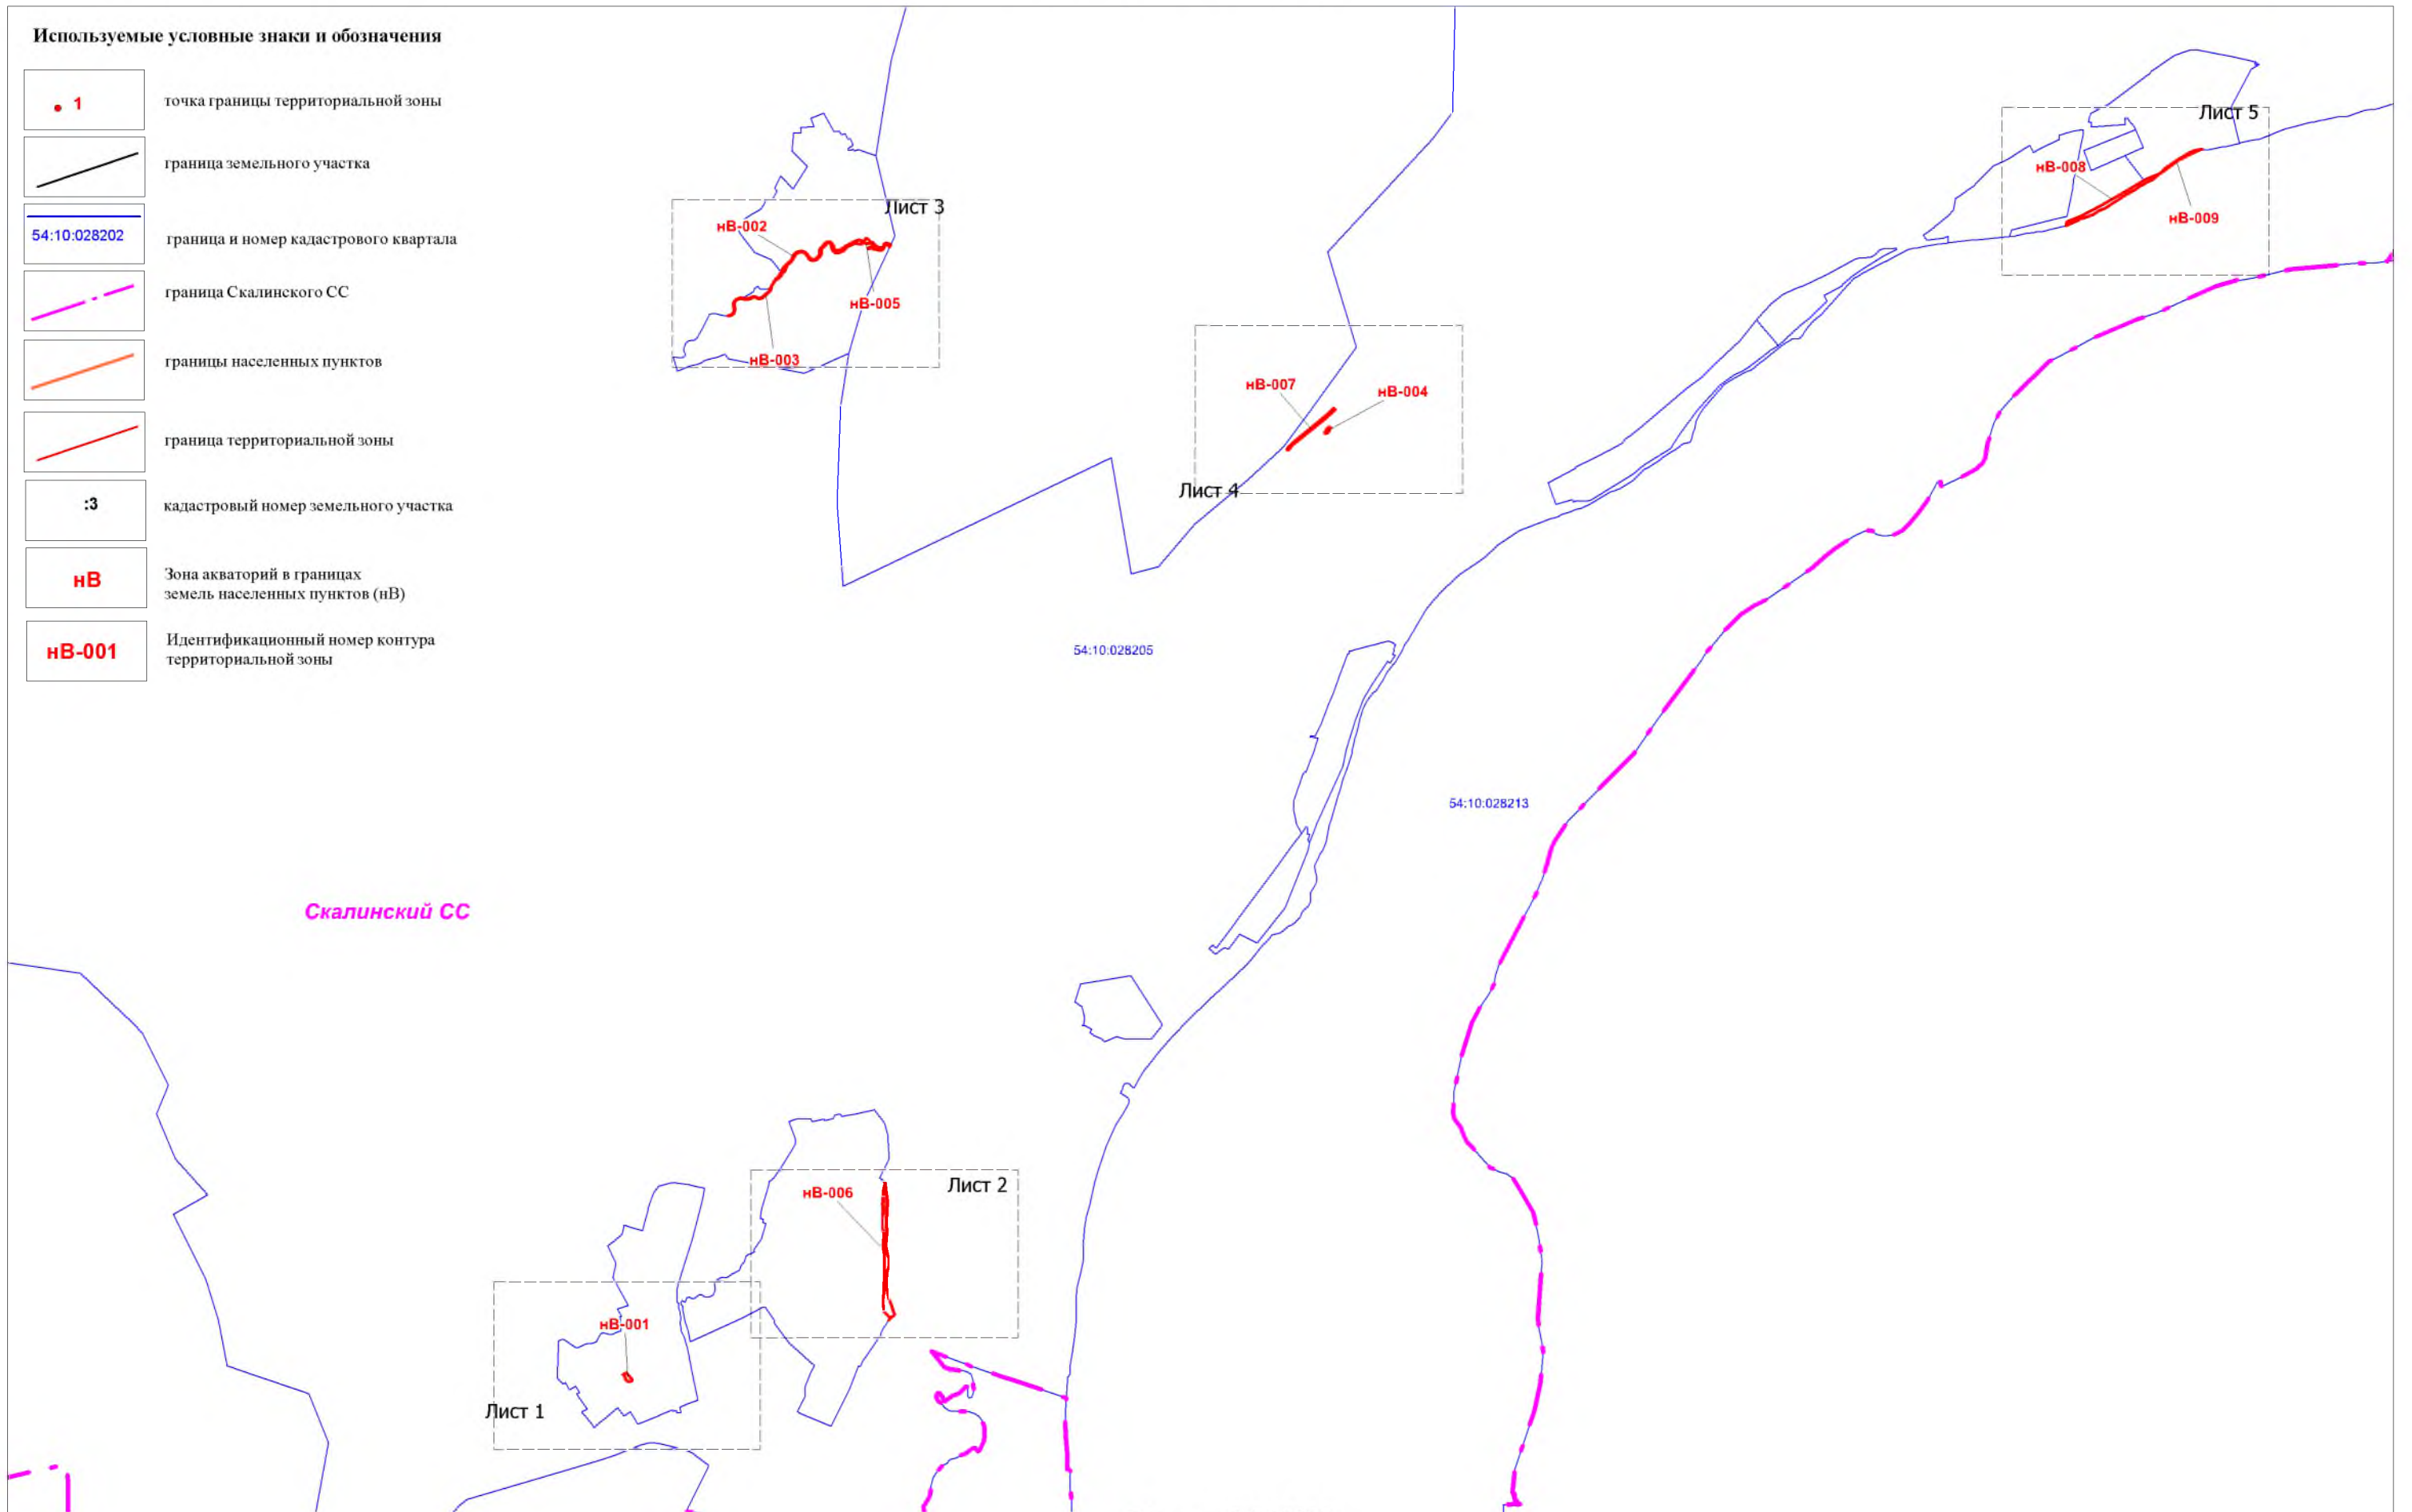 Используемые условные знаки и обозначения
1
точка границы территориальной зоны
граница земельного участка
54:10:028202
граница и номер кадастрового квартала
граница Скалинского СС
границы населенных пунктов
граница территориальной зоны
:3
кадастровый номер земельного участка
нВ
Зона акваторий в границах
земель населенных пунктов (нВ)
нВ-001
Идентификационный номер контура
территориальной зоны
Лист 5
нВ-008
нВ-009
Лист 3
нВ-002
нВ-005
нВ-003
нВ-007
нВ-004
Лист 4
54:10:028205
54:10:028213
Скалинский СС
Лист 2
нВ-006
нВ-001
Лист 1